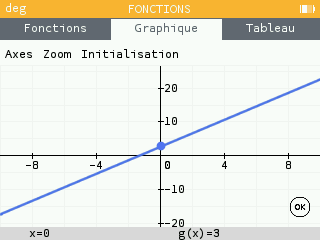 deg FONCTIONS
Fonctions Graphique Tableau
Axes Zoom Initialisation
20
10
-8 -4 0 4 8
-10
-20
OK
x=0 g(x)=3